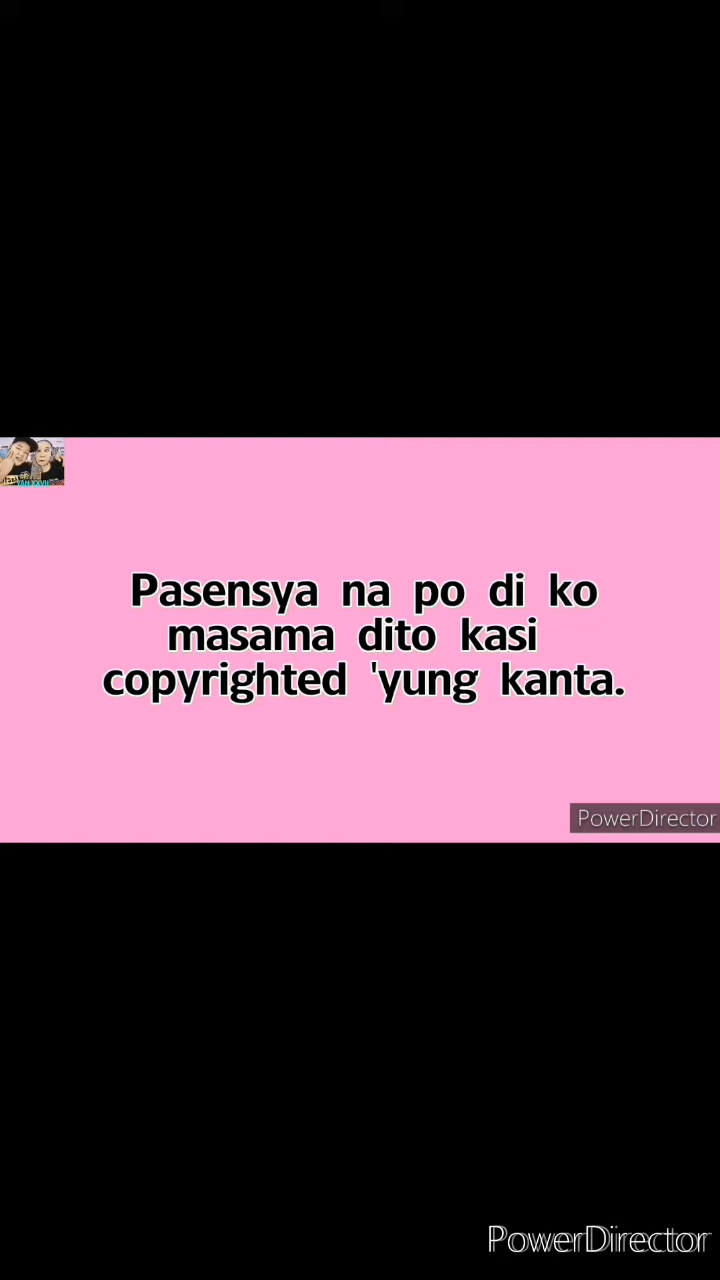 Pasensya na po di ko
masama dito kasi
copyrighted 'yung kanta.
PowerDirector
PowerDirector